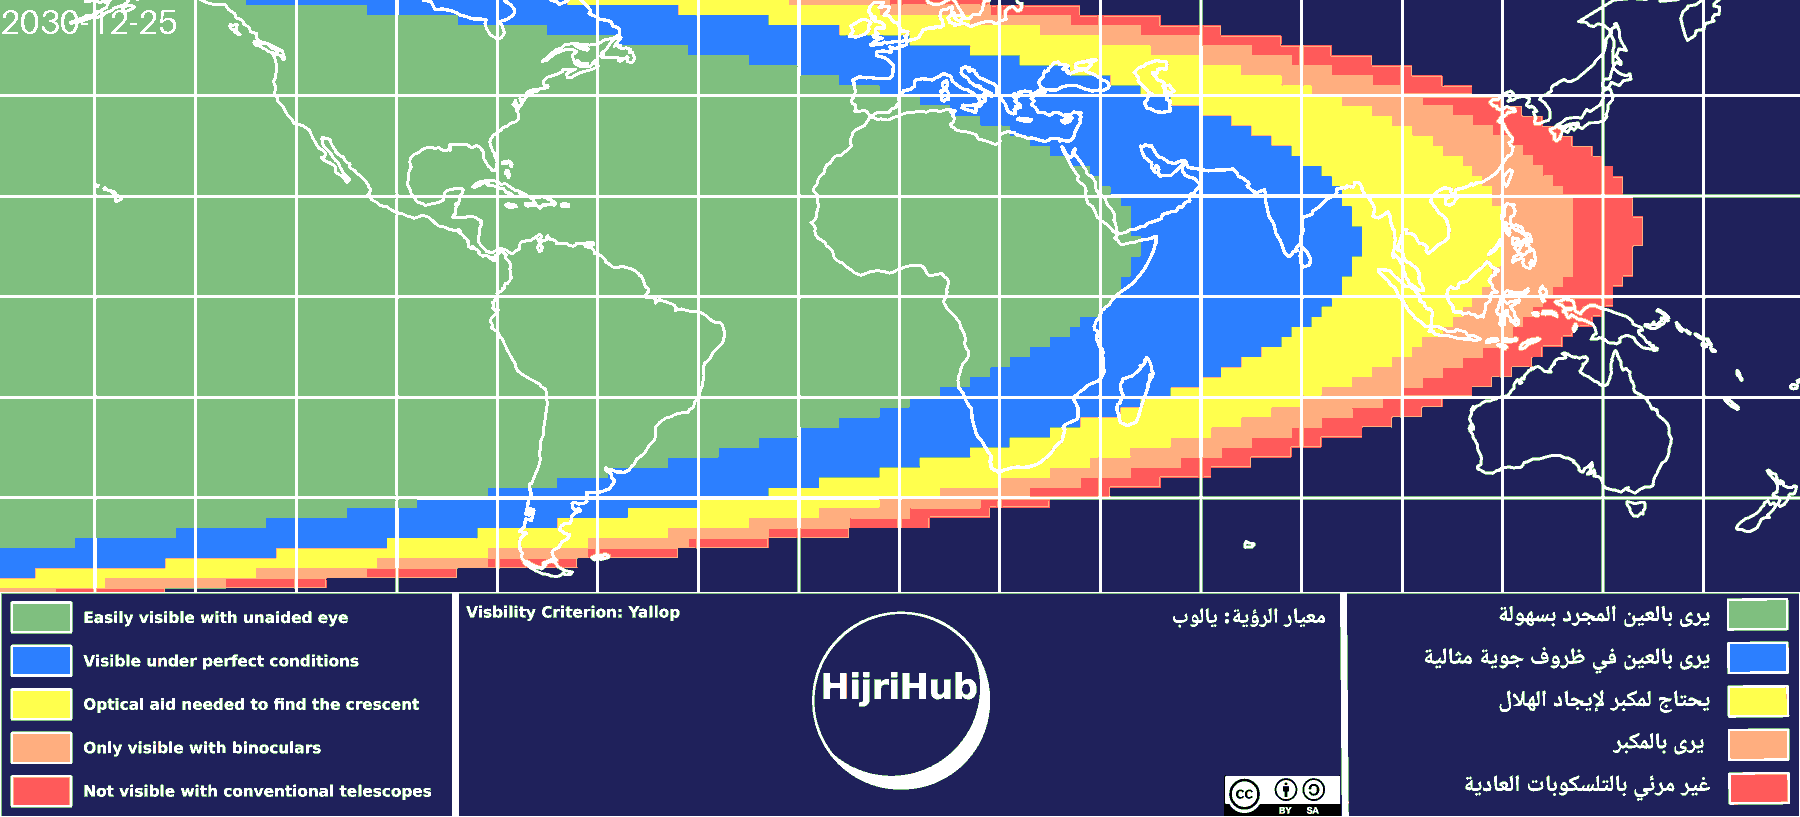 2030-12-25
Easily visible with unaided eye
Visible under perfect conditions
Optical aid needed to find the crescent
Only visible with binoculars
Not visible with conventional telescopes
Visbility Criterion: Yallop
معيار الرؤية: يالوب
HijriHub
cc
BY SA
يرى بالعين المجرد بسهولة
يرى بالعين في ظروف جوية مثالية
يحتاج لمكبر لإيجاد الهلال
يرى بالمكبر
غير مرئي بالتلسكوبات العادية